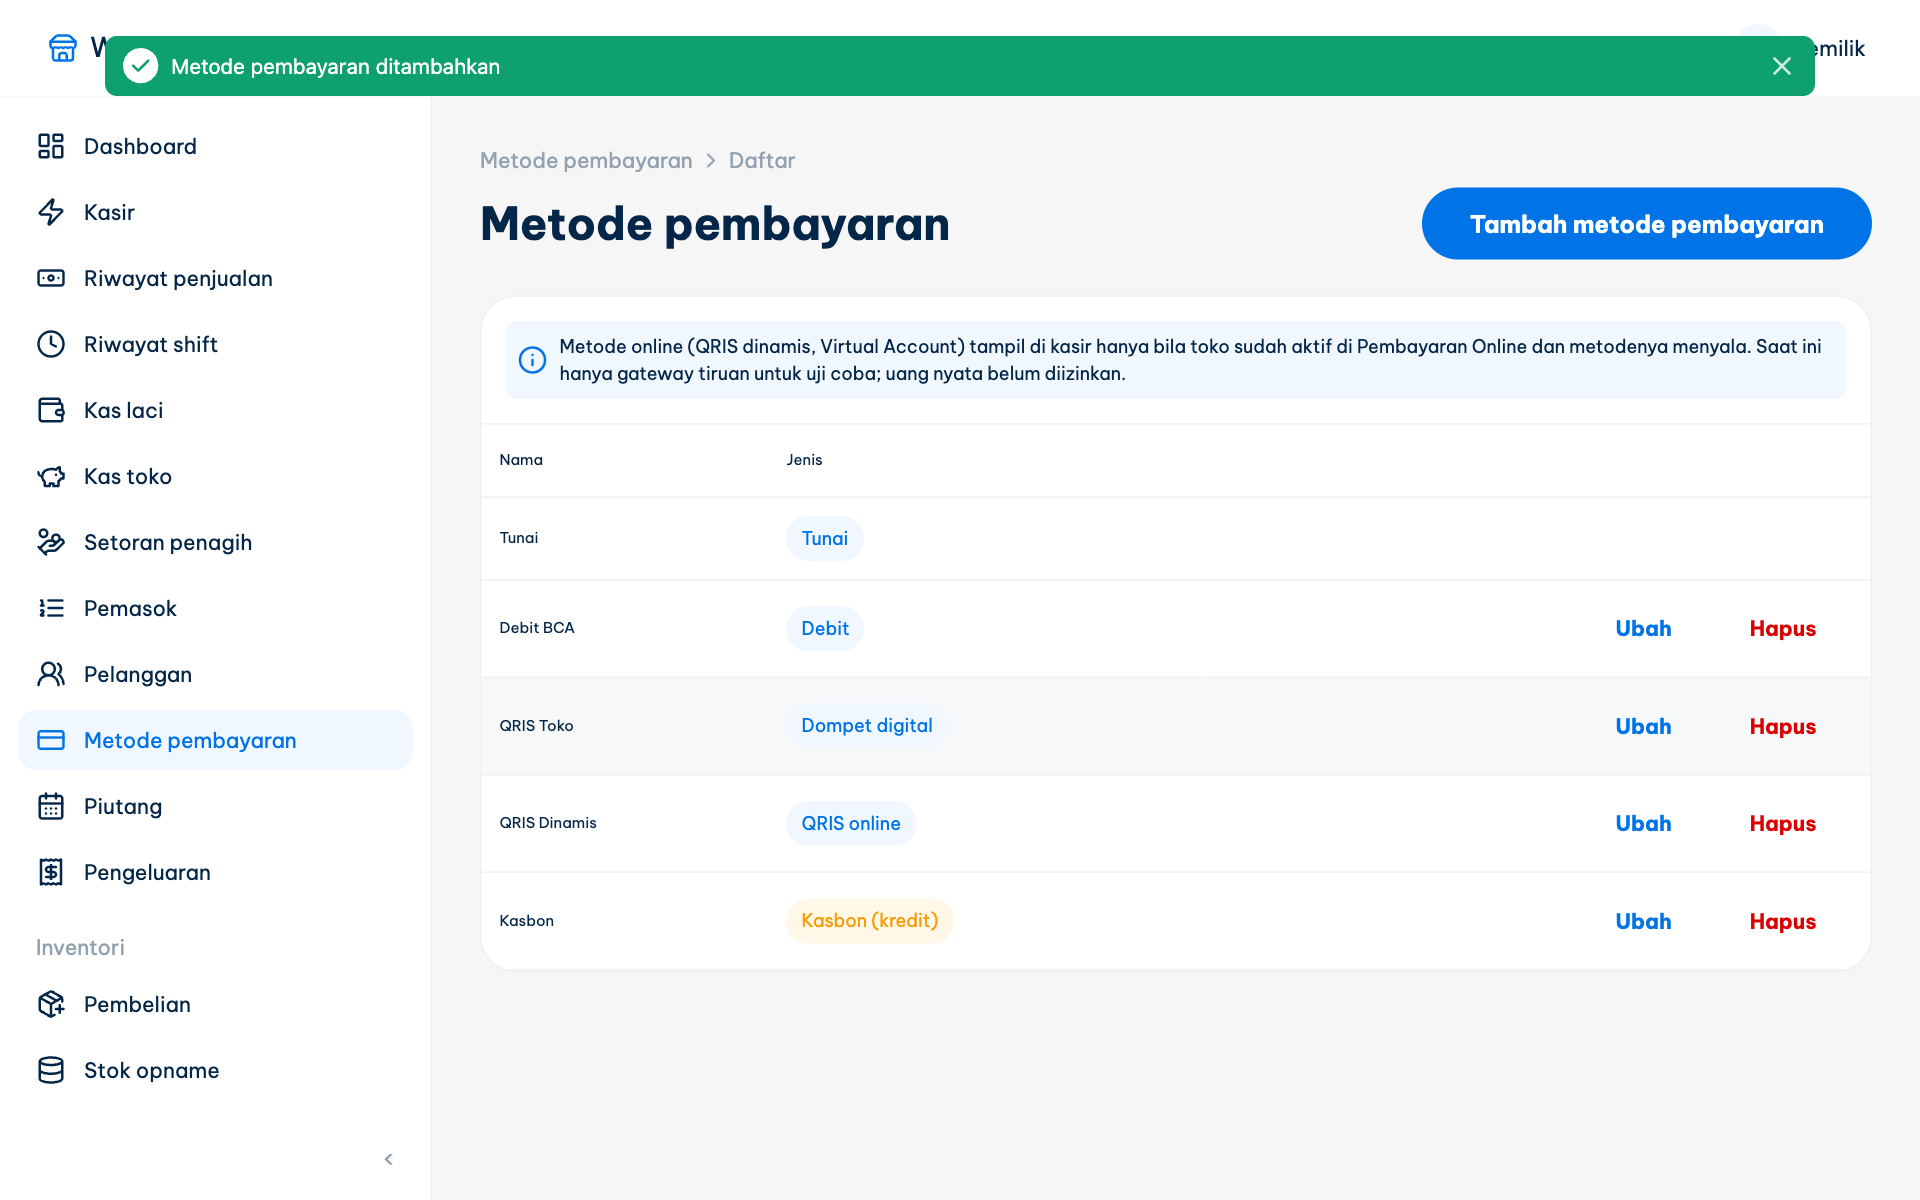 Metode pembayaran ditambahkan
Dashboard
Kasir
Riwayat penjualan
Riwayat shift
Kas laci
Kas toko
Setoran penagih
Pemasok
Pelanggan
Metode pembayaran
Piutang
Pengeluaran
Inventori
Pembelian
Stok opname
Metode pembayaran > Daftar
Metode pembayaran
Tambah metode pembayaran
Metode online (QRIS dinamis, Virtual Account) tampil di kasir hanya bila toko sudah aktif di Pembayaran Online dan metodenya menyala. Saat ini
hanya gateway tiruan untuk uji coba; uang nyata belum diizinkan.
Nama Jenis
Tunai Tunai
Debit BCA Debit Ubah Hapus
QRIS Toko Dompet digital Ubah Hapus
QRIS Dinamis QRIS online Ubah Hapus
Kasbon Kasbon (kredit) Ubah Hapus